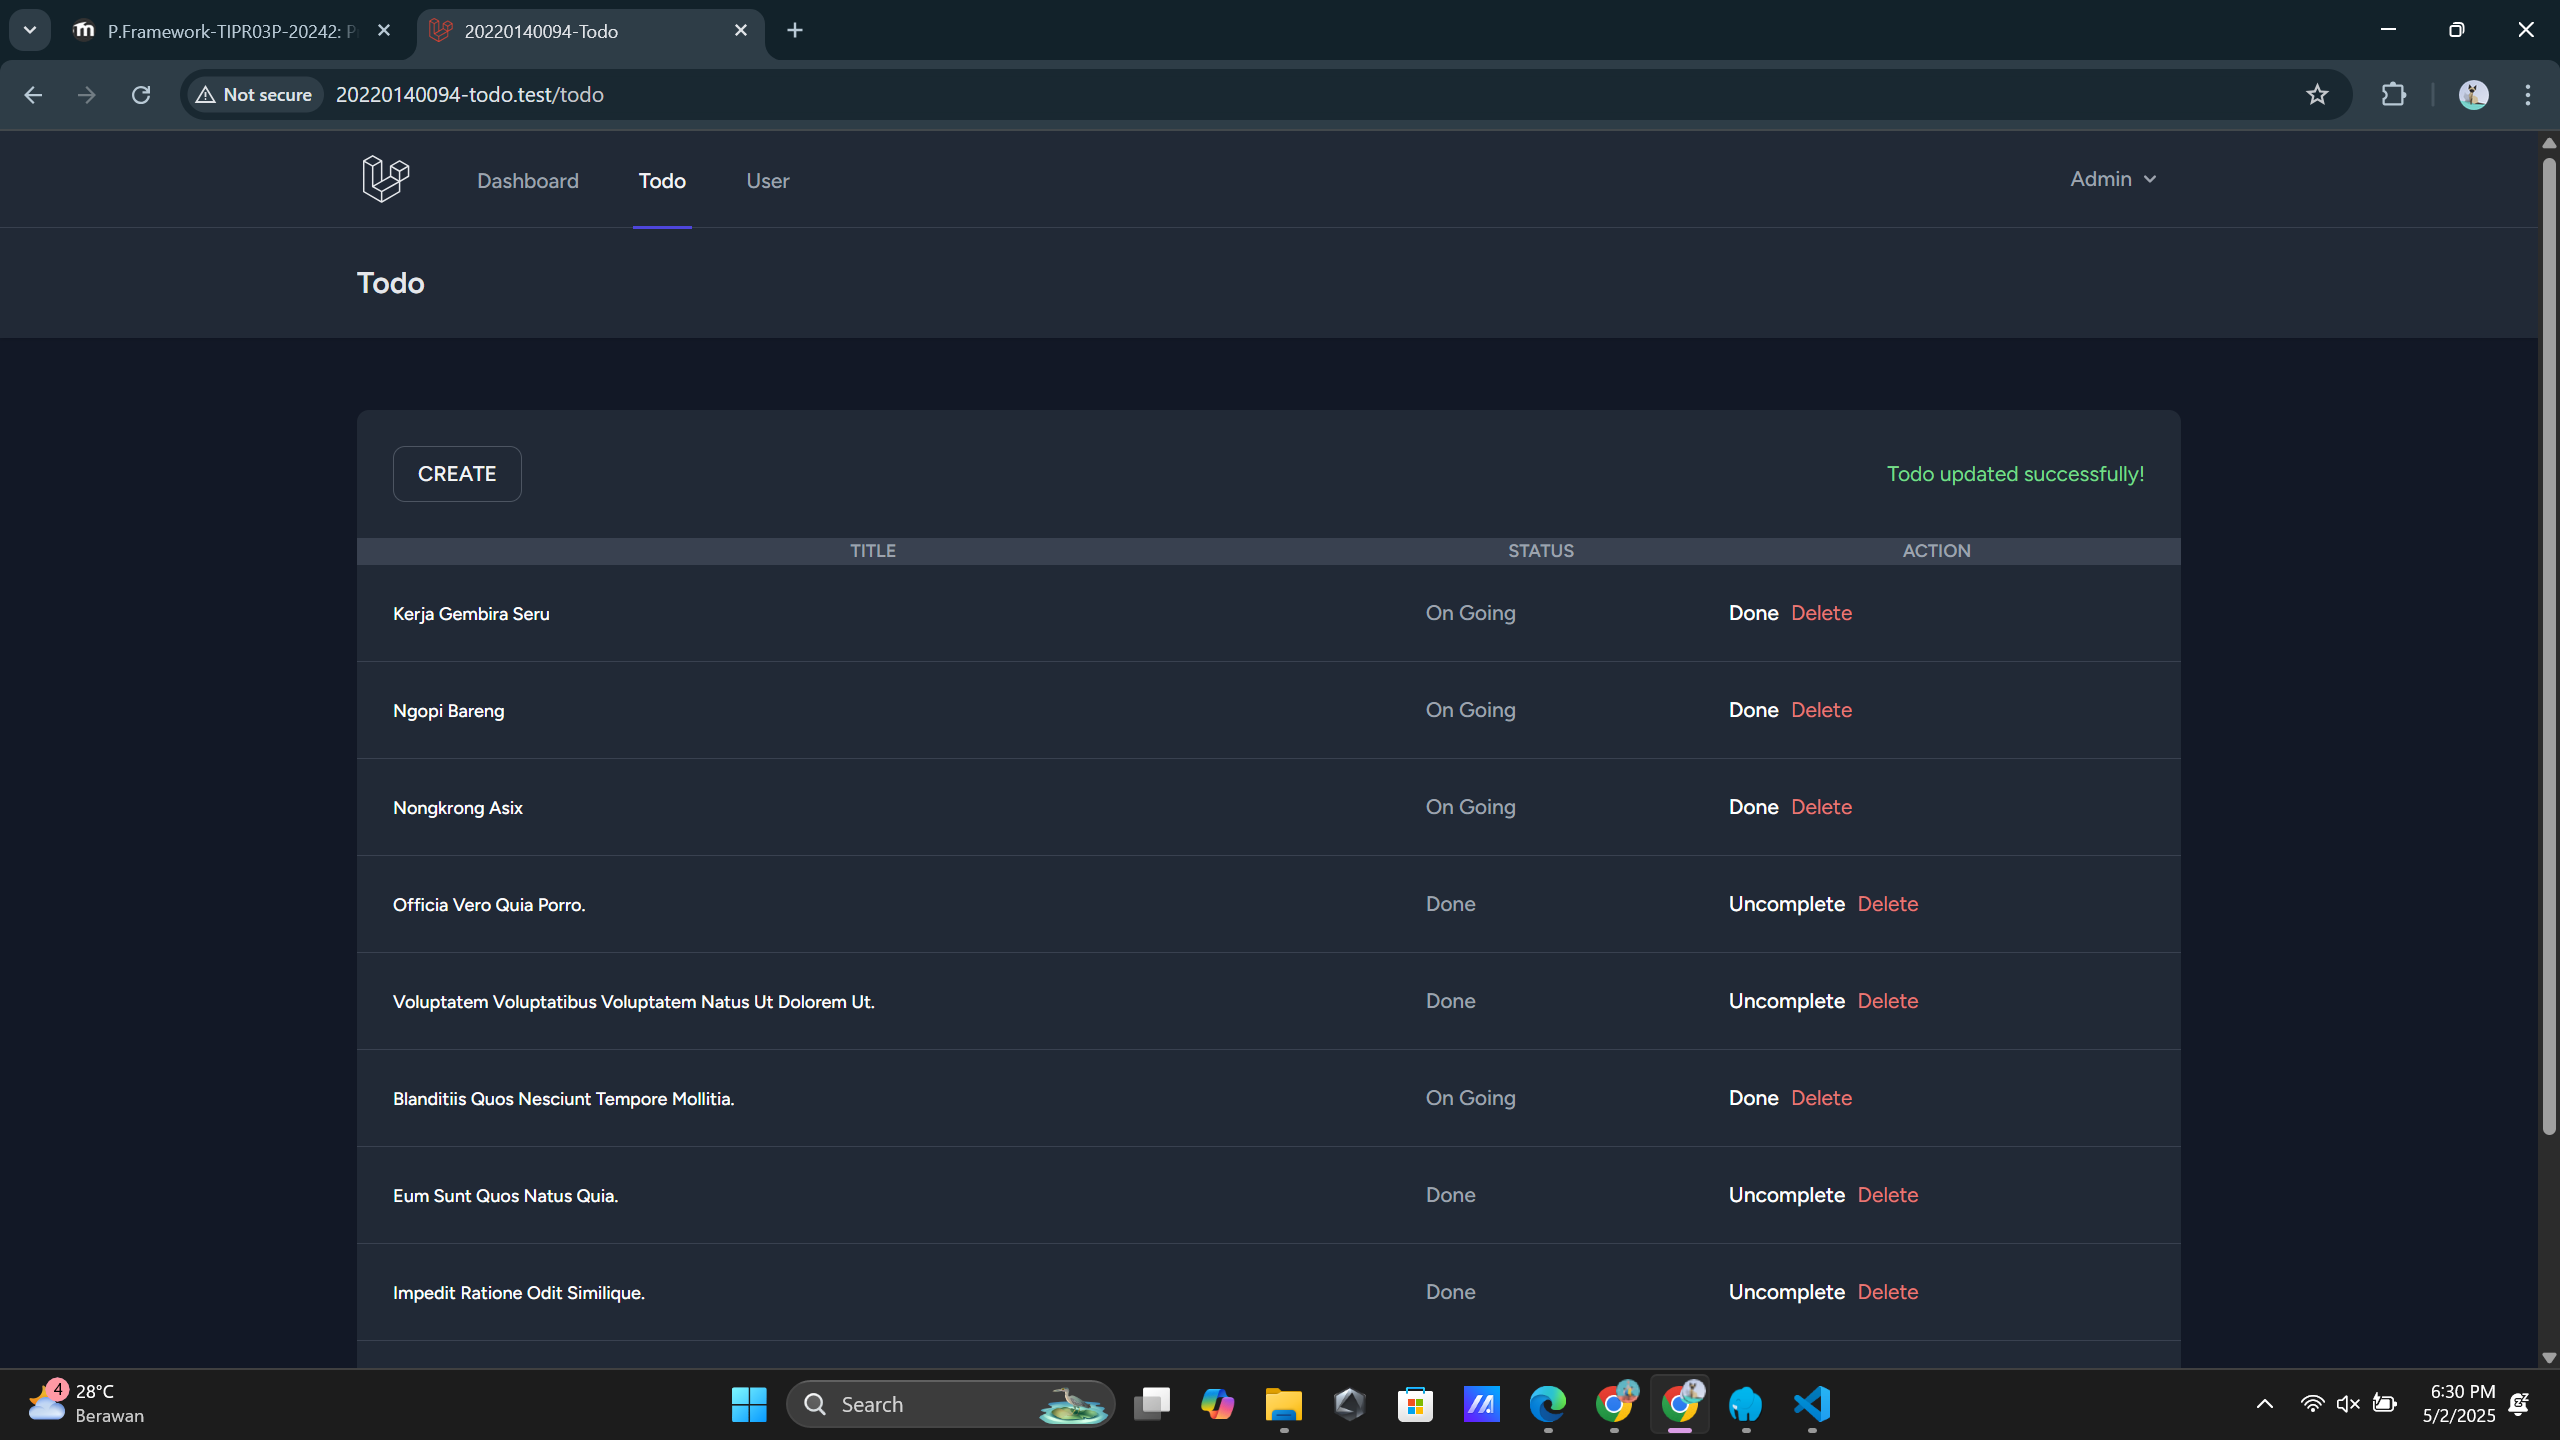 P.Framework-TIPR03P-20242: P
20220140094-Todo
Not secure
20220140094-todo.test/todo
Dashboard
Todo
User
Admin
Todo
CREATE
Todo updated successfully!
TITLE STATUS ACTION
Kerja Gembira Seru On Going Done Delete
Ngopi Bareng On Going Done Delete
Nongkrong Asix On Going Done Delete
Officia Vero Quia Porro. Done Uncomplete Delete
Voluptatem Voluptatibus Voluptatem Natus Ut Dolorem Ut. Done Uncomplete Delete
Blanditiis Quos Nesciunt Tempore Mollitia. On Going Done Delete
Eum Sunt Quos Natus Quia. Done Uncomplete Delete
Impedit Ratione Odit Similique. Done Uncomplete Delete
4
28°C
Berawan
Search
6:30 PM
5/2/2025